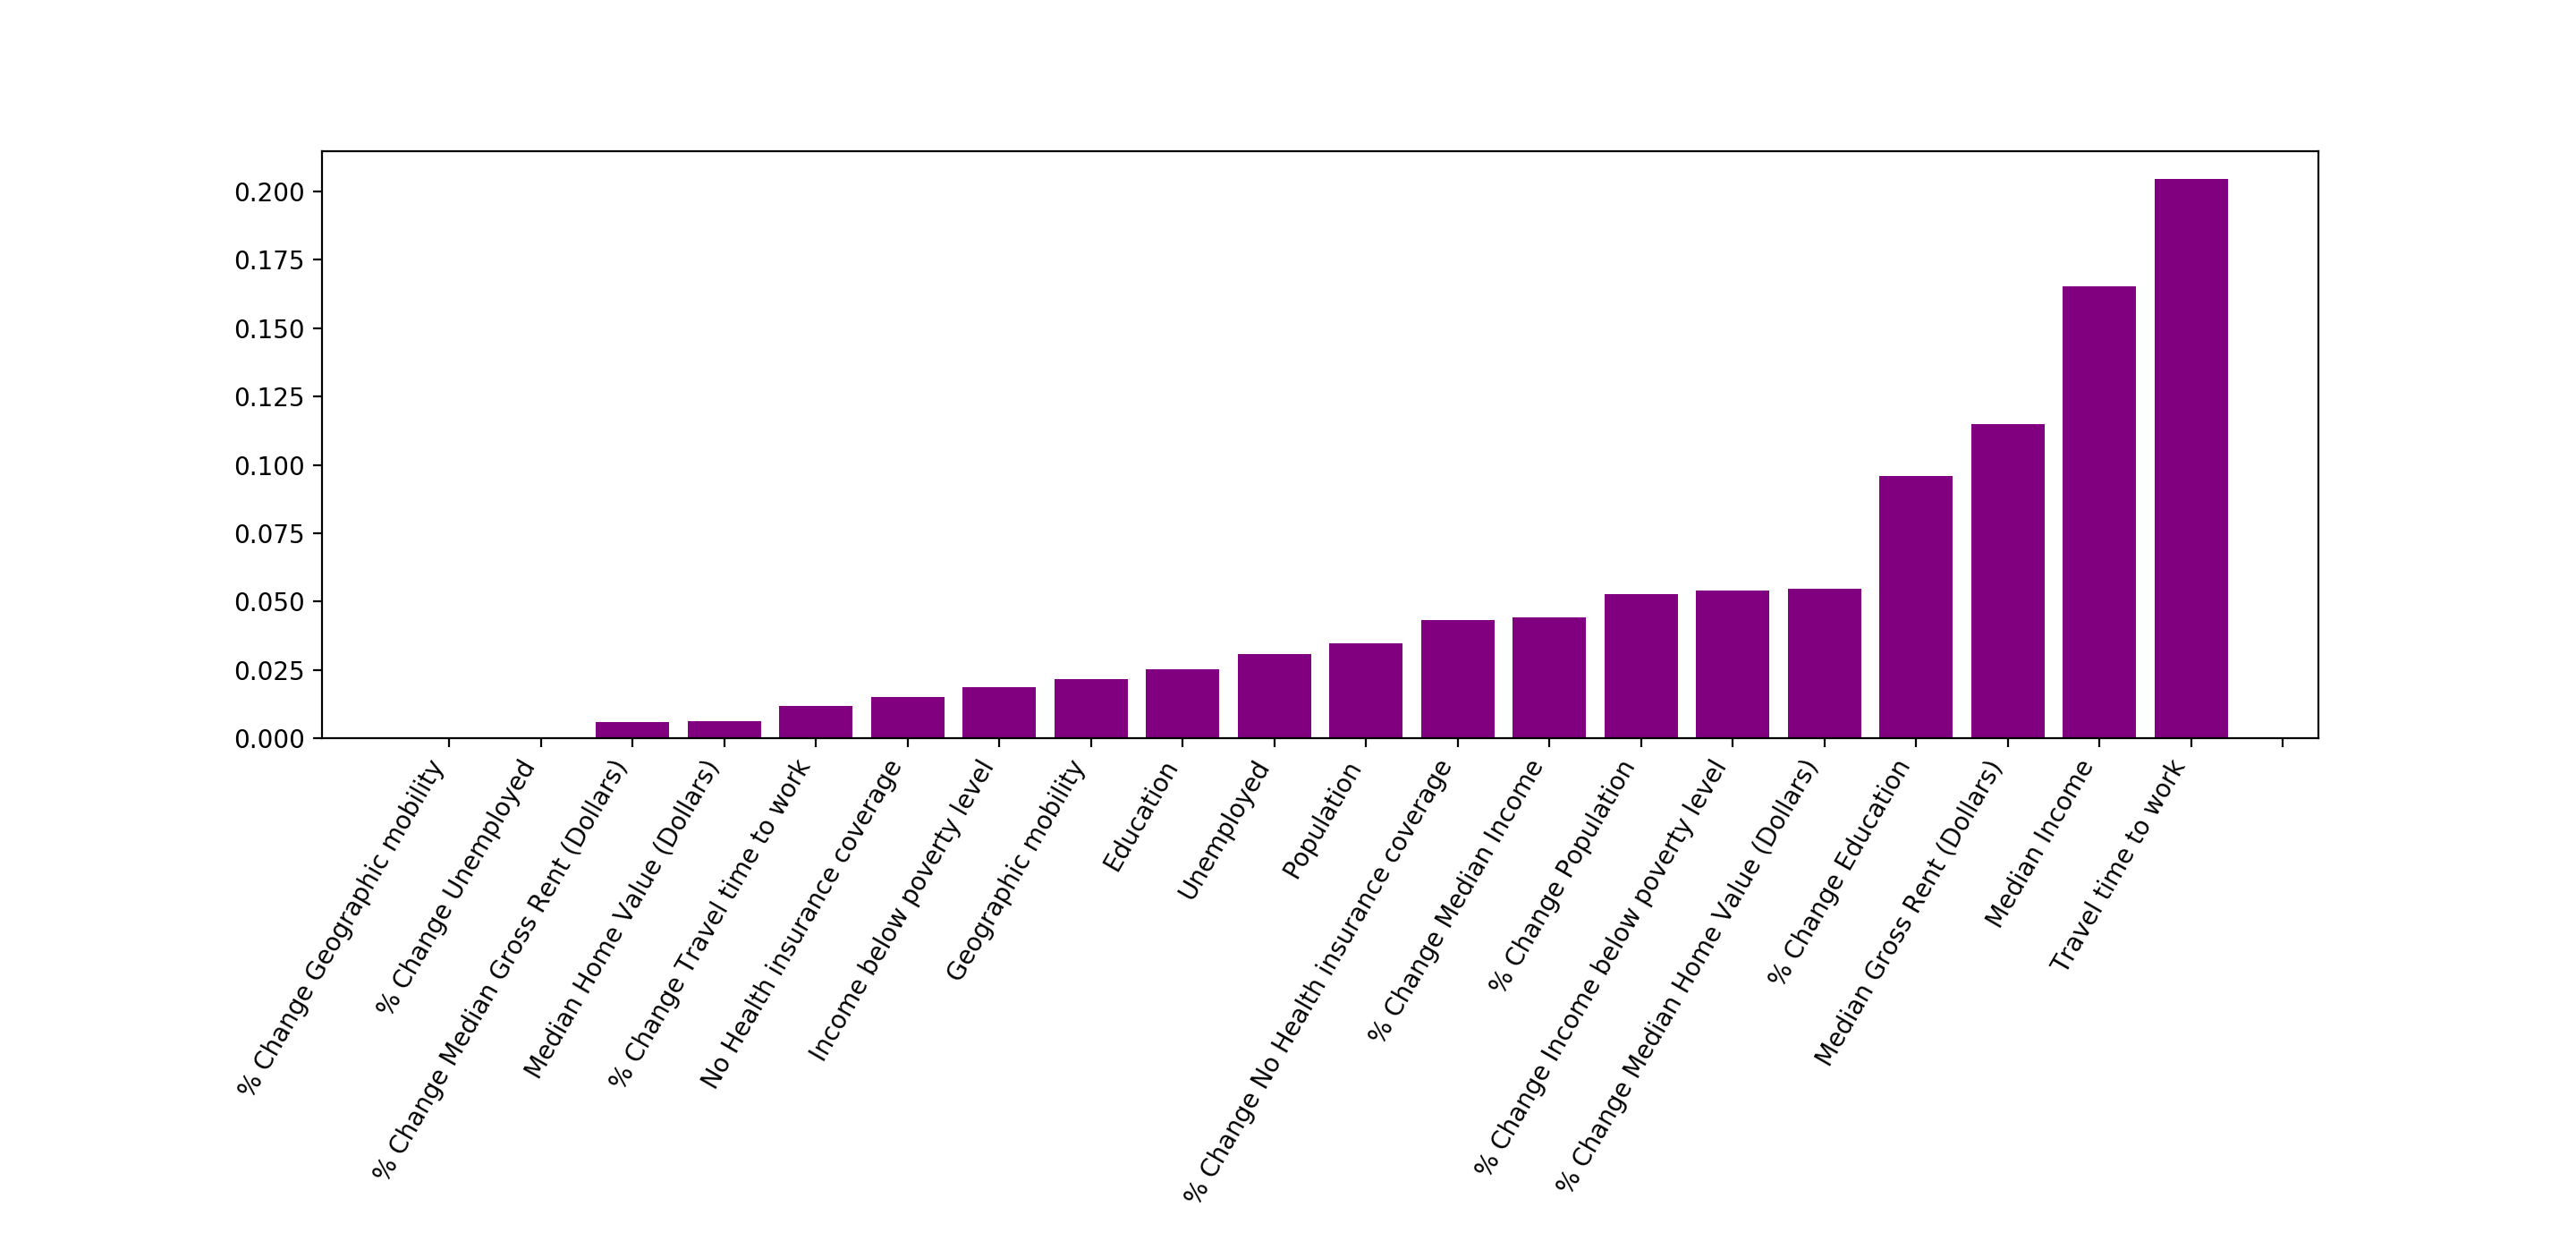 0.200
0.175
0.150
0.125
0.100
0.075
0.050
0.025
0.000
% Change Geographic mobility
% Change Unemployed
% Change Median Gross Rent (Dollars)
Median Home Value (Dollars)
% Change Travel time to work
No Health insurance coverage
Income below poverty level
Geographic mobility
Education
Unemployed
Population
% Change No Health insurance coverage
% Change Median Income
% Change Population
% Change Income below poverty level
% Change Median Home Value (Dollars)
% Change Education
Median Gross Rent (Dollars)
Median Income
Travel time to work